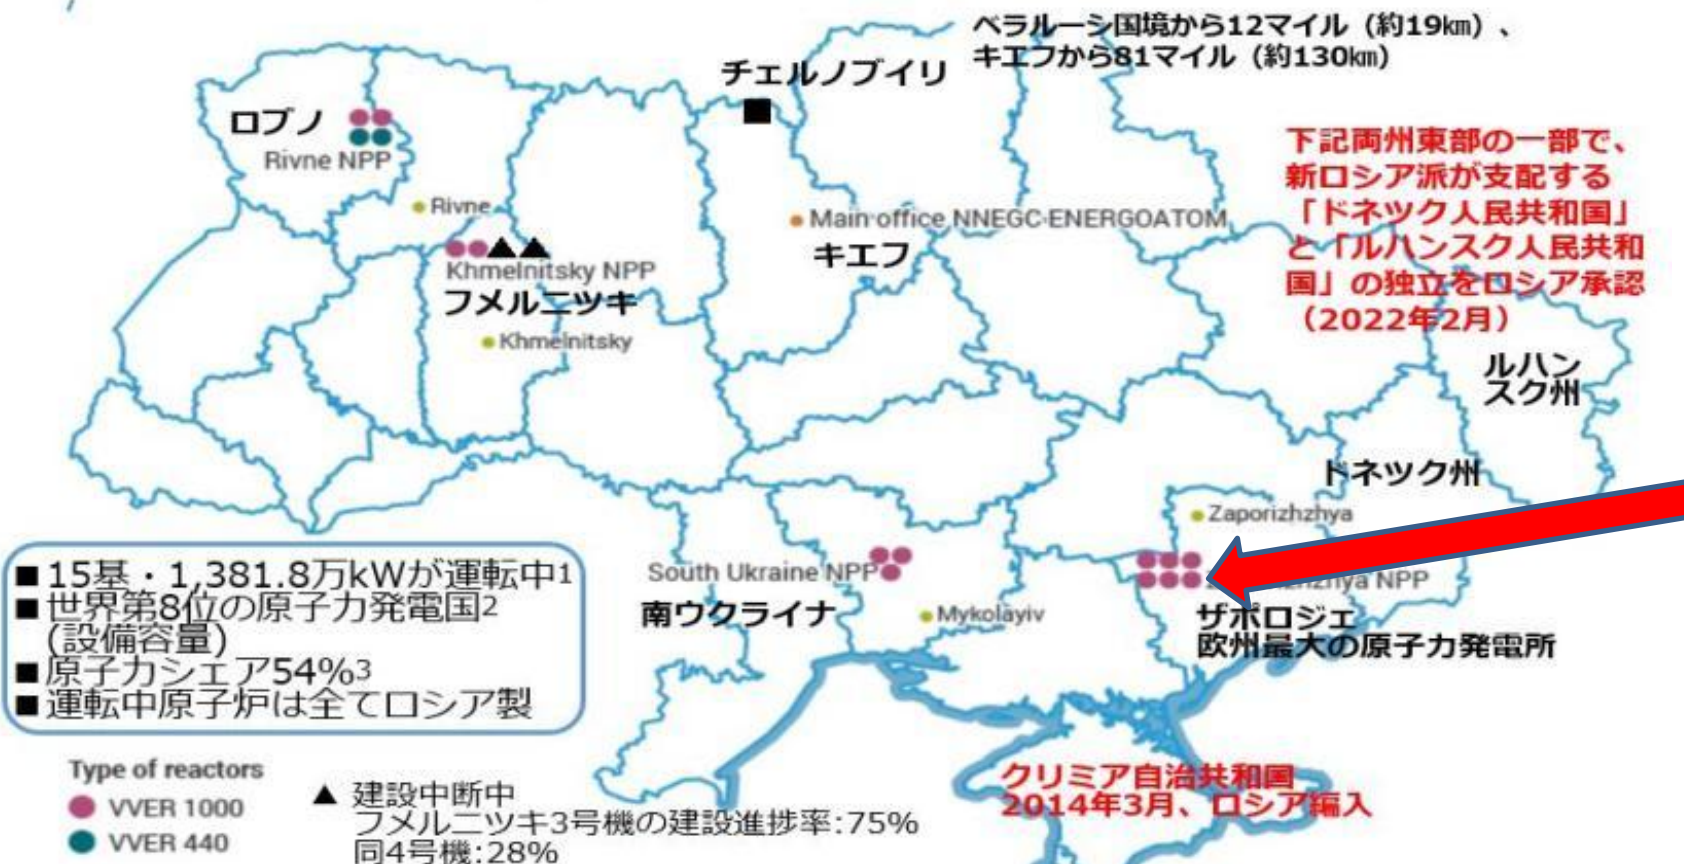 ベラルーシ国境から12マイル（約19㎞）、
キエフから81マイル（約130㎞）
チェルノブイリ
ロブノ
Rivne NPP
Rivne
Main office NNEGC ENERGOATOM
キエフ
Khmelnitsky NPP
フメルニツキ
Khmelnitsky
下記両州東部の一部で、
新ロシア派が支配する
「ドネツク人民共和国」
と「ルハンスク人民共和
国」の独立をロシア承認
（2022年2月）
ルハン
スク州
ドネツク州
Zaporizhzhya
South Ukraine NPP
南ウクライナ
Mykolayiv
NPP
ザポロジェ
欧州最大の原子力発電所
■15基・1,381.8万kWが運転中1
■世界第8位の原子力発電国2
(設備容量)
■原子力シェア54%3
■運転中原子炉は全てロシア製
Type of reactors
VVER 1000
VVER 440
▲ 建設中断中
フメルニツキ3号機の建設進捗率:75%
同4号機:28%
クリミア自治共和国
2014年3月、ロシア編入